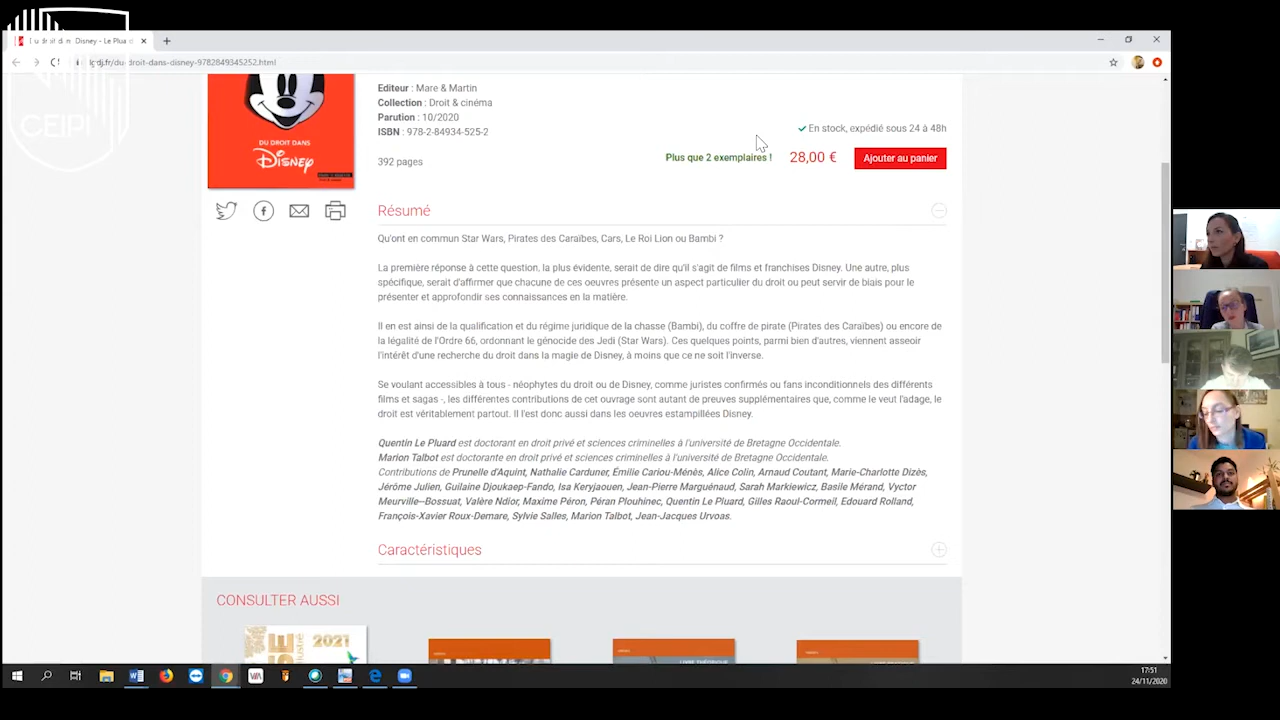 CEIPI
Disney - Le Plua
dj.fr/du-droit-dans-disney-9782849345252.html
DU DROIT DANS
Disney
Editeur : Mare & Martin
Collection : Droit & cinéma
Parution : 10/2020
ISBN : 978-2-84934-525-2
392 pages
En stock, expédié sous 24 à 48h
Plus que 2 exemplaires ! 28,00 € Ajouter au panier
Résumé
Qu'ont en commun Star Wars, Pirates des Caraïbes, Cars, Le Roi Lion ou Bambi ?
La première réponse à cette question, la plus évidente, serait de dire qu'il s'agit de films et franchises Disney. Une autre, plus
spécifique, serait d'affirmer que chacune de ces oeuvres présente un aspect particulier du droit ou peut servir de biais pour le
présenter et approfondir ses connaissances en la matière.
Il en est ainsi de la qualification et du régime juridique de la chasse (Bambi), du coffre de pirate (Pirates des Caraïbes) ou encore de
la légalité de l'Ordre 66, ordonnant le génocide des Jedi (Star Wars). Ces quelques points, parmi bien d'autres, viennent asseoir
l'intérêt d'une recherche du droit dans la magie de Disney, à moins que ce ne soit l'inverse.
Se voulant accessibles à tous - néophytes du droit ou de Disney, comme juristes confirmés ou fans inconditionnels des différents
films et sagas -, les différentes contributions de cet ouvrage sont autant de preuves supplémentaires que, comme le veut l'adage, le
droit est véritablement partout. Il l'est donc aussi dans les oeuvres estampillées Disney.
Quentin Le Pluard est doctorant en droit privé et sciences criminelles à l'université de Bretagne Occidentale.
Marion Talbot est doctorante en droit privé et sciences criminelles à l'université de Bretagne Occidentale.
Contributions de Prunelle d'Aquint, Nathalie Carduner, Émilie Cariou-Ménès, Alice Colin, Arnaud Coutant, Marie-Charlotte Dizès,
Jérôme Julien, Guilaine Djoukaep-Fando, Isa Keryjaouen, Jean-Pierre Marguénaud, Sarah Markiewicz, Basile Mérand, Vyctor
Meurville--Bossuat, Valère Ndior, Maxime Péron, Péran Plouhinec, Quentin Le Pluard, Gilles Raoul-Cormeil, Edouard Rolland,
François-Xavier Roux-Demare, Sylvie Salles, Marion Talbot, Jean-Jacques Urvoas.
Caractéristiques
CONSULTER AUSSI
2021
17:51
24/11/2020